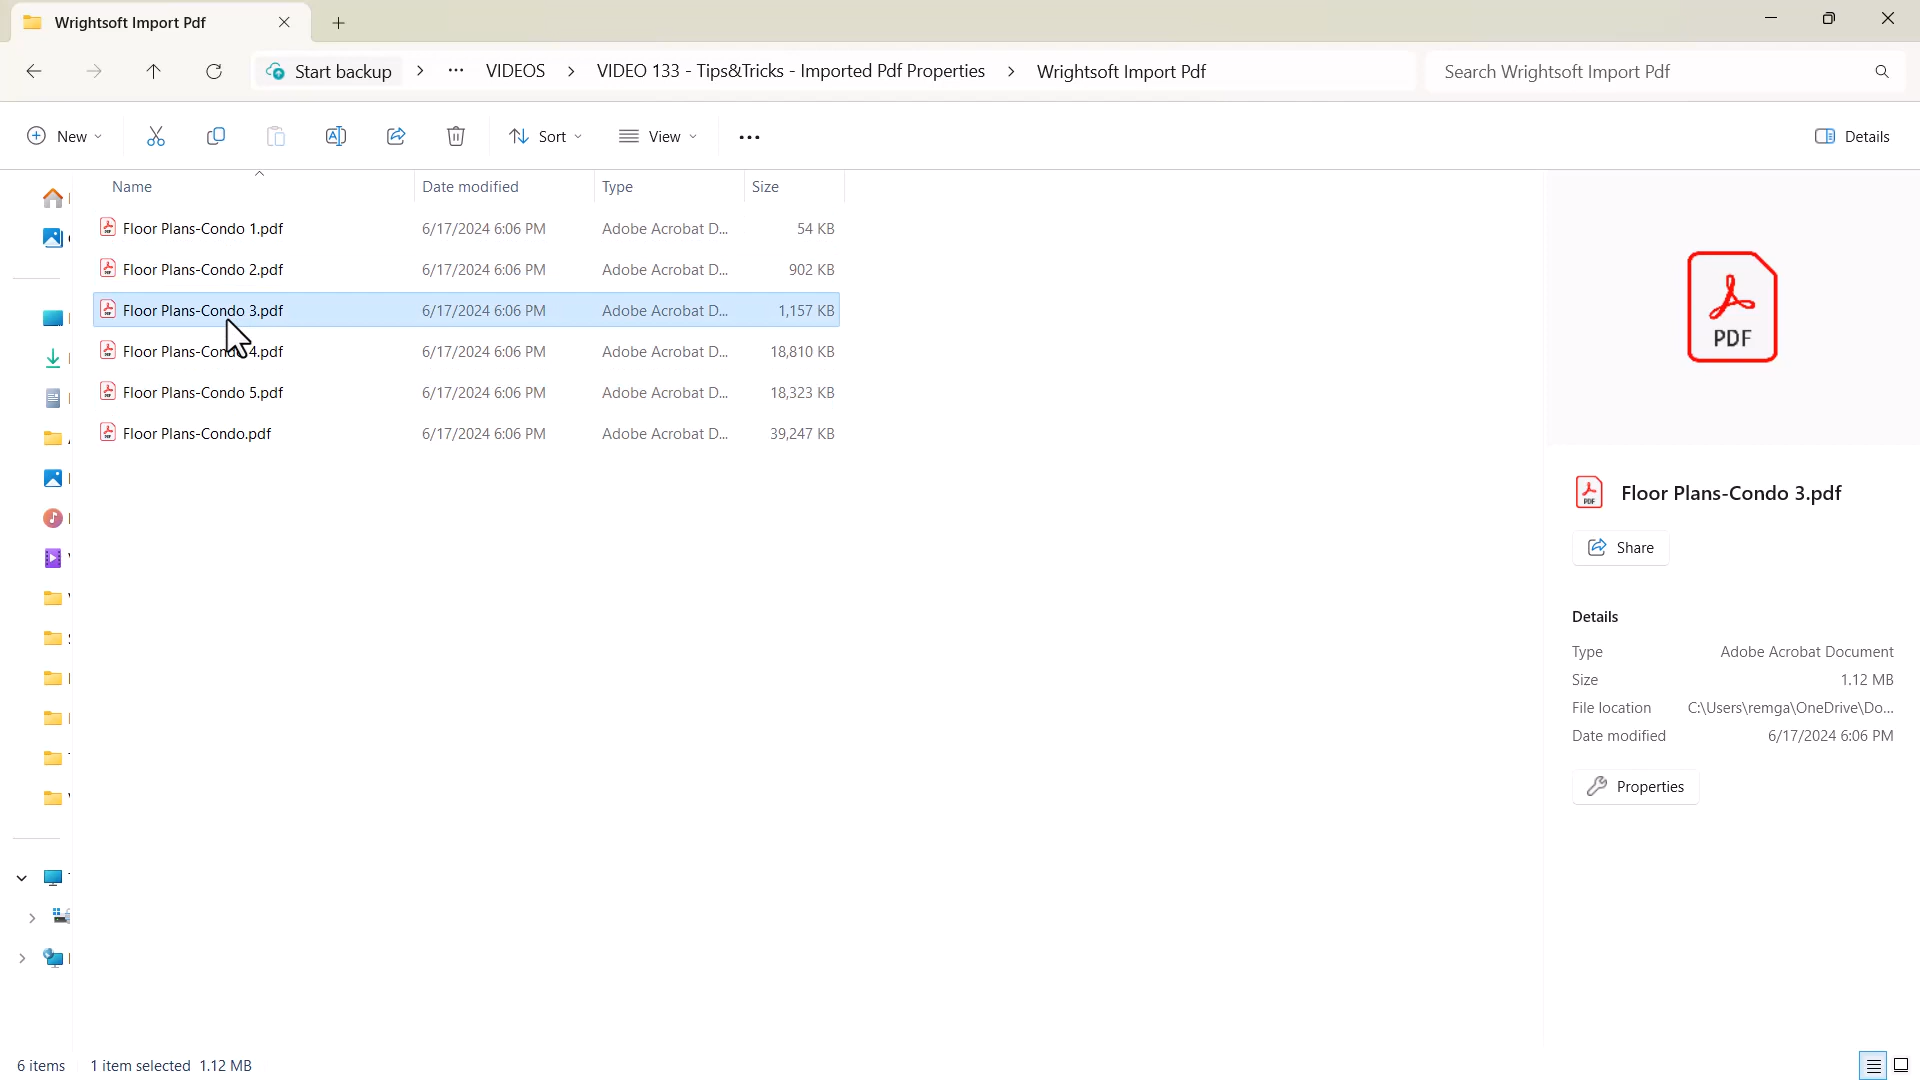 Wrightsoft Import Pdf
Start backup > ... VIDEOS > VIDEO 133 - Tips&Tricks - Imported Pdf Properties > Wrightsoft Import Pdf
Search Wrightsoft Import Pdf
New
Sort
View
Details
Name Date modified Type Size
Floor Plans-Condo 1.pdf 6/17/2024 6:06 PM Adobe Acrobat D... 54 KB
Floor Plans-Condo 2.pdf 6/17/2024 6:06 PM Adobe Acrobat D... 902 KB
Floor Plans-Condo 3.pdf 6/17/2024 6:06 PM Adobe Acrobat D... 1,157 KB
Floor Plans-Condo 4.pdf 6/17/2024 6:06 PM Adobe Acrobat D... 18,810 KB
Floor Plans-Condo 5.pdf 6/17/2024 6:06 PM Adobe Acrobat D... 18,323 KB
Floor Plans-Condo.pdf 6/17/2024 6:06 PM Adobe Acrobat D... 39,247 KB
PDF
Floor Plans-Condo 3.pdf
Share
Details
Type Adobe Acrobat Document
Size 1.12 MB
File location C:\Users\remga\OneDrive\Do...
Date modified 6/17/2024 6:06 PM
Properties
6 items 1 item selected 1.12 MB